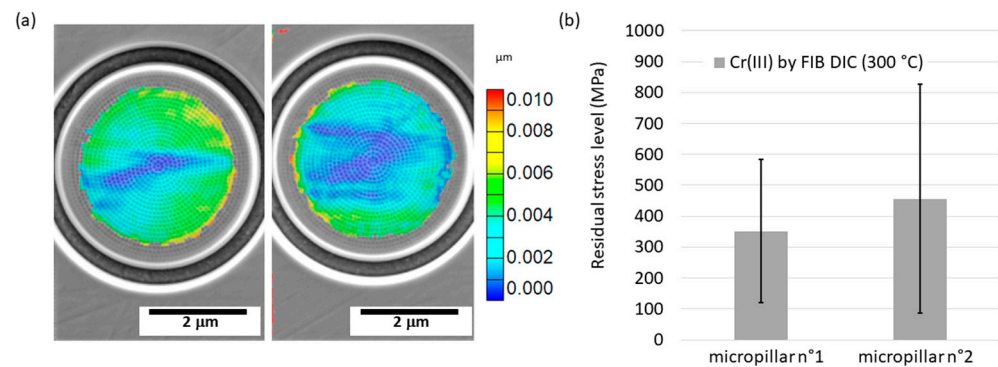 (a)
µm
0.010
0.008
0.006
0.004
0.002
0.000
2 µm
2 µm
(b)
Residual stress level (MPa)
1000
900
800
700
600
500
400
300
200
100
0
Cr(III) by FIB DIC (300 °C)
micropillar n°1
micropillar n°2